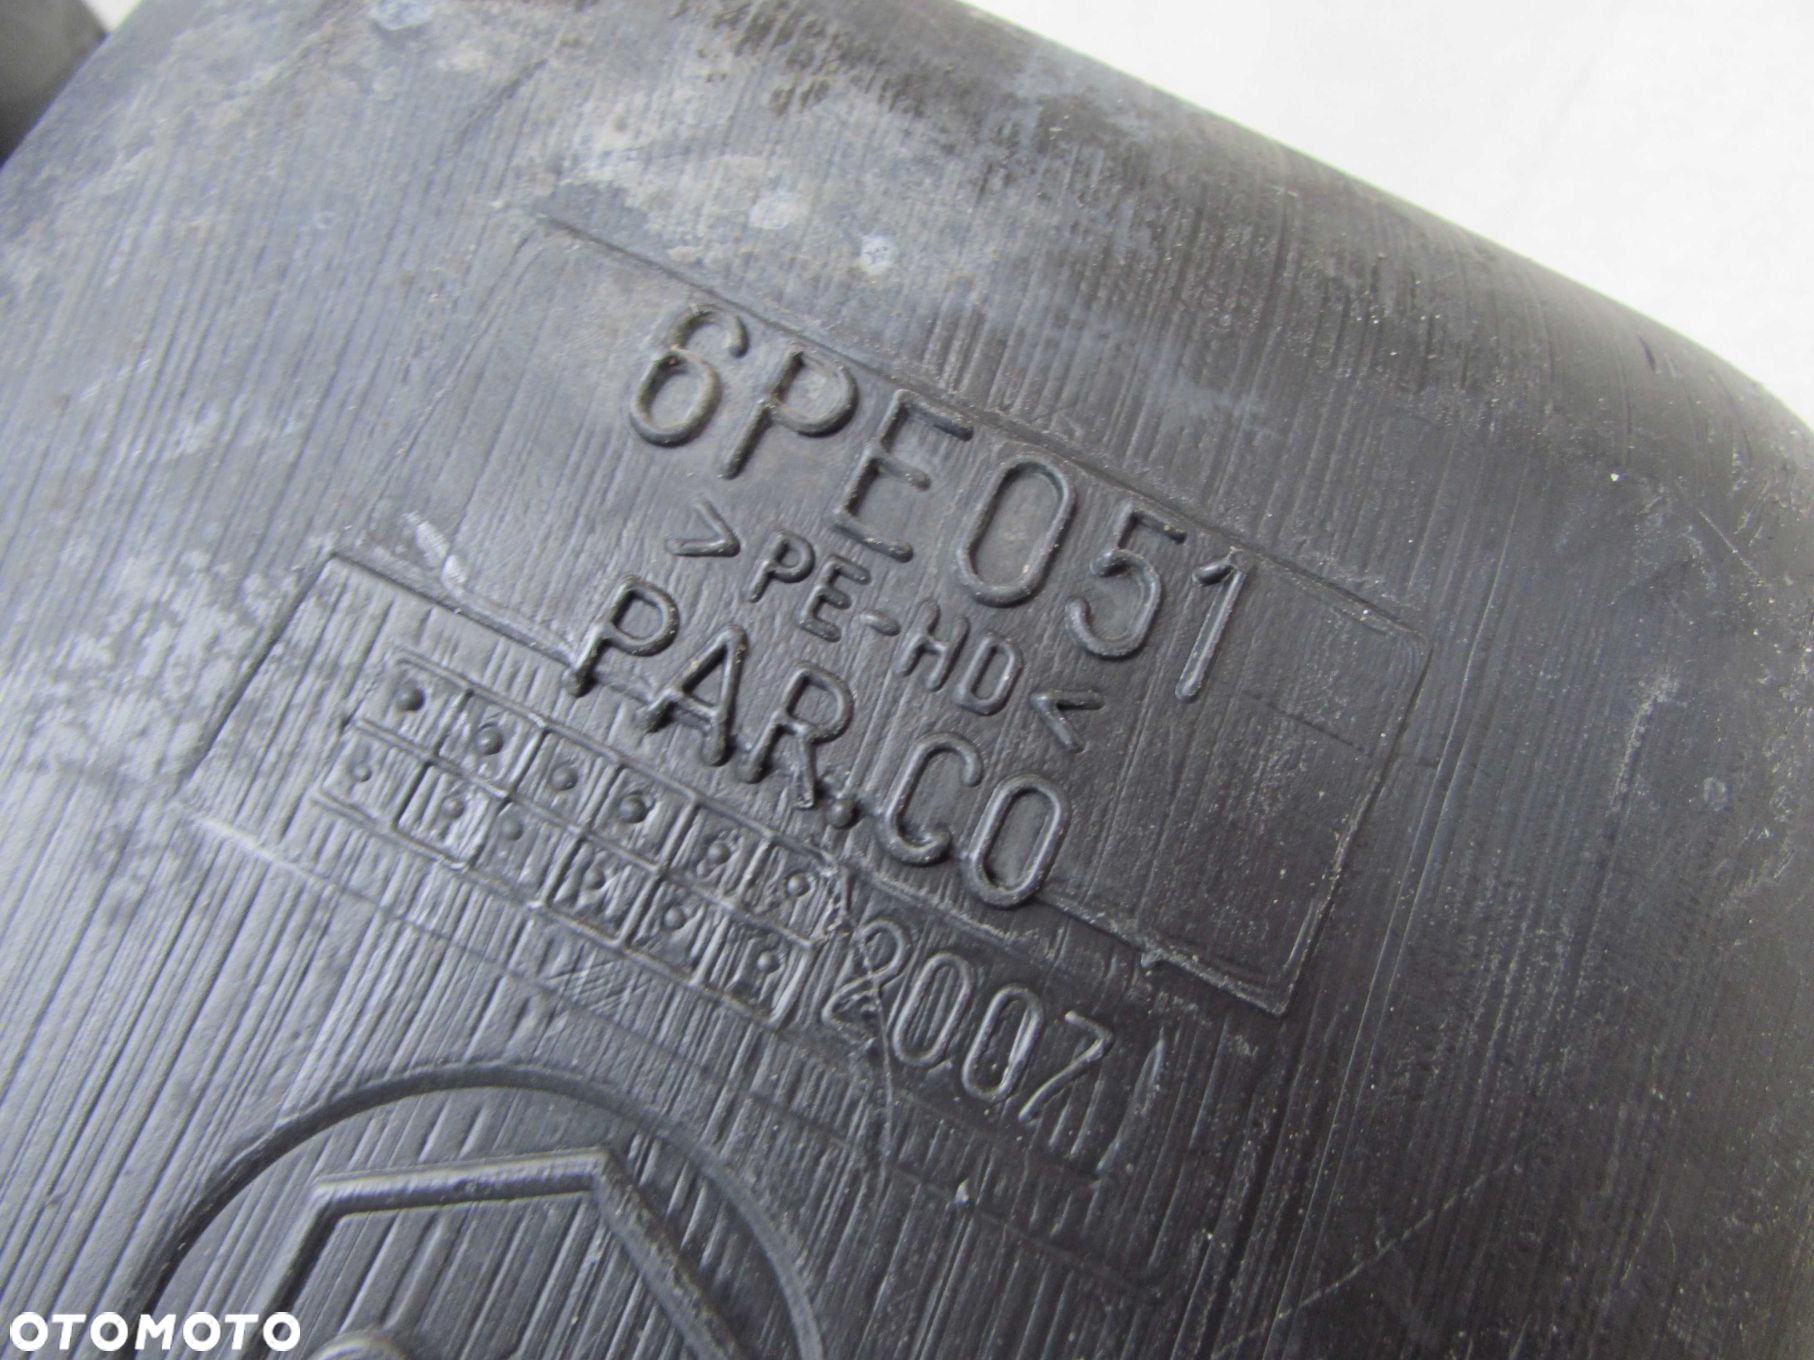 6PE051
>PE-HD<
PAR.CO
2007
OTOMOTO